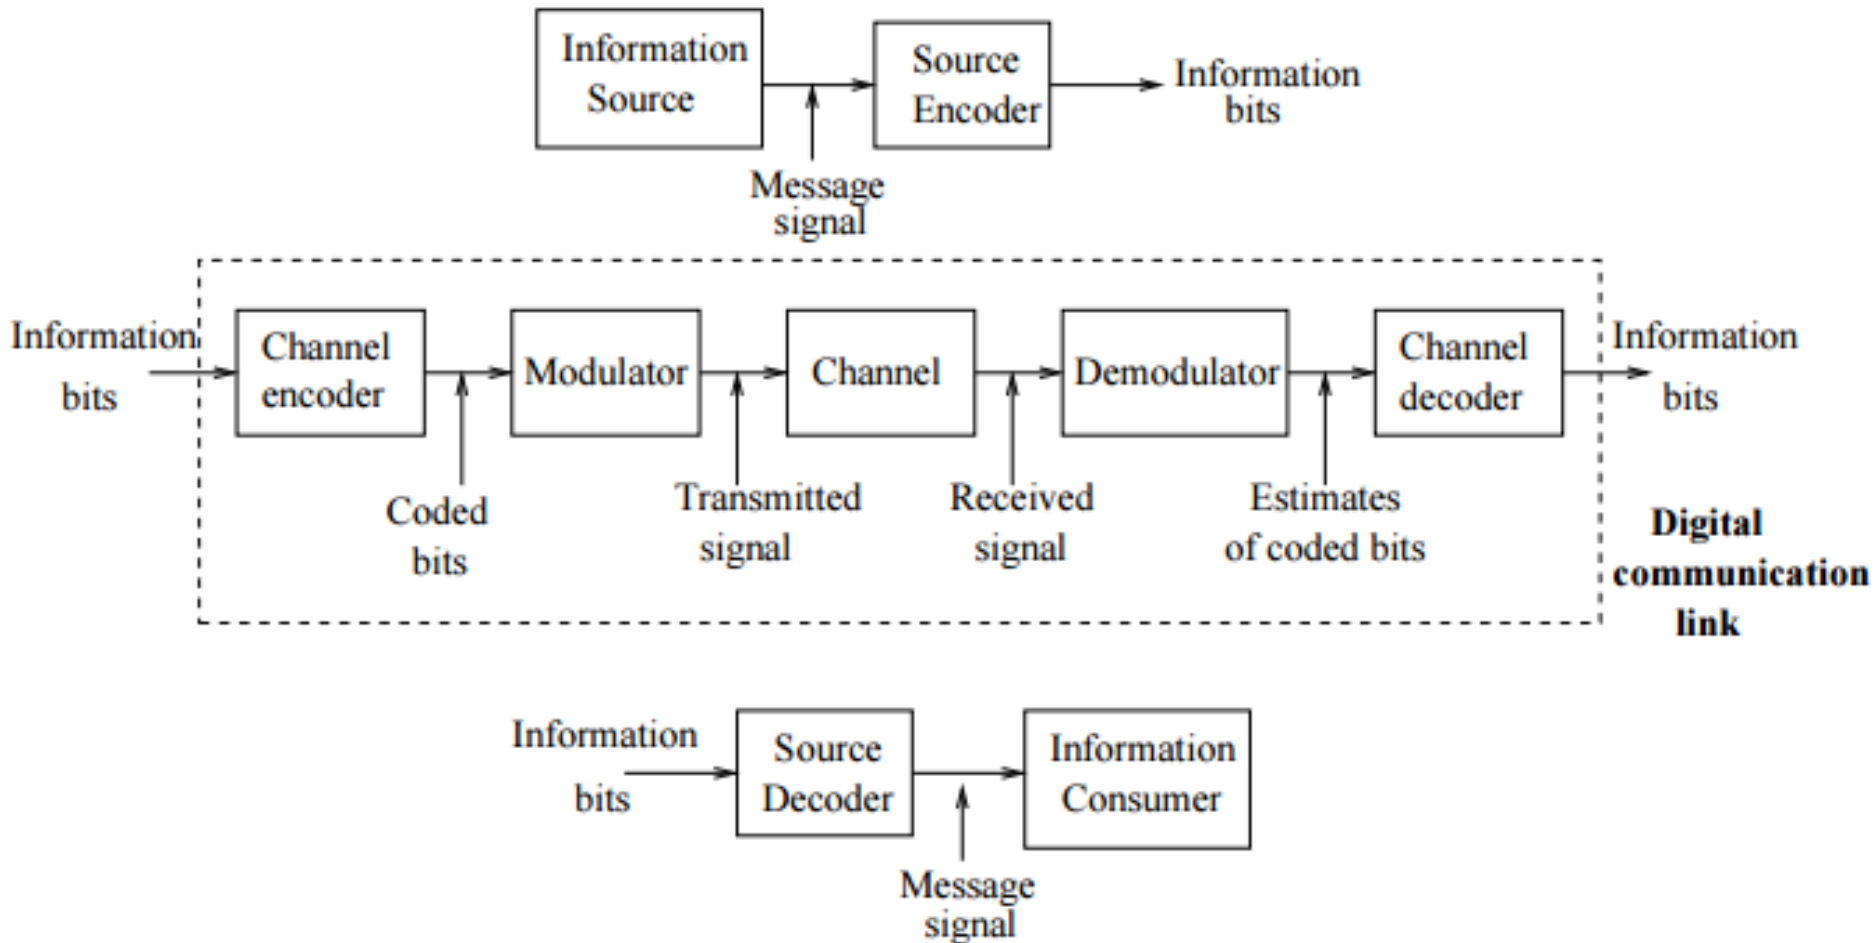 Information
Source
Source
Encoder
Information
bits
Message
signal
Information
bits
Channel
encoder
Modulator
Channel
Demodulator
Channel
decoder
Information
bits
Coded
bits
Transmitted
signal
Received
signal
Estimates
of coded bits
Digital
communication
link
Information
bits
Source
Decoder
Information
Consumer
Message
signal